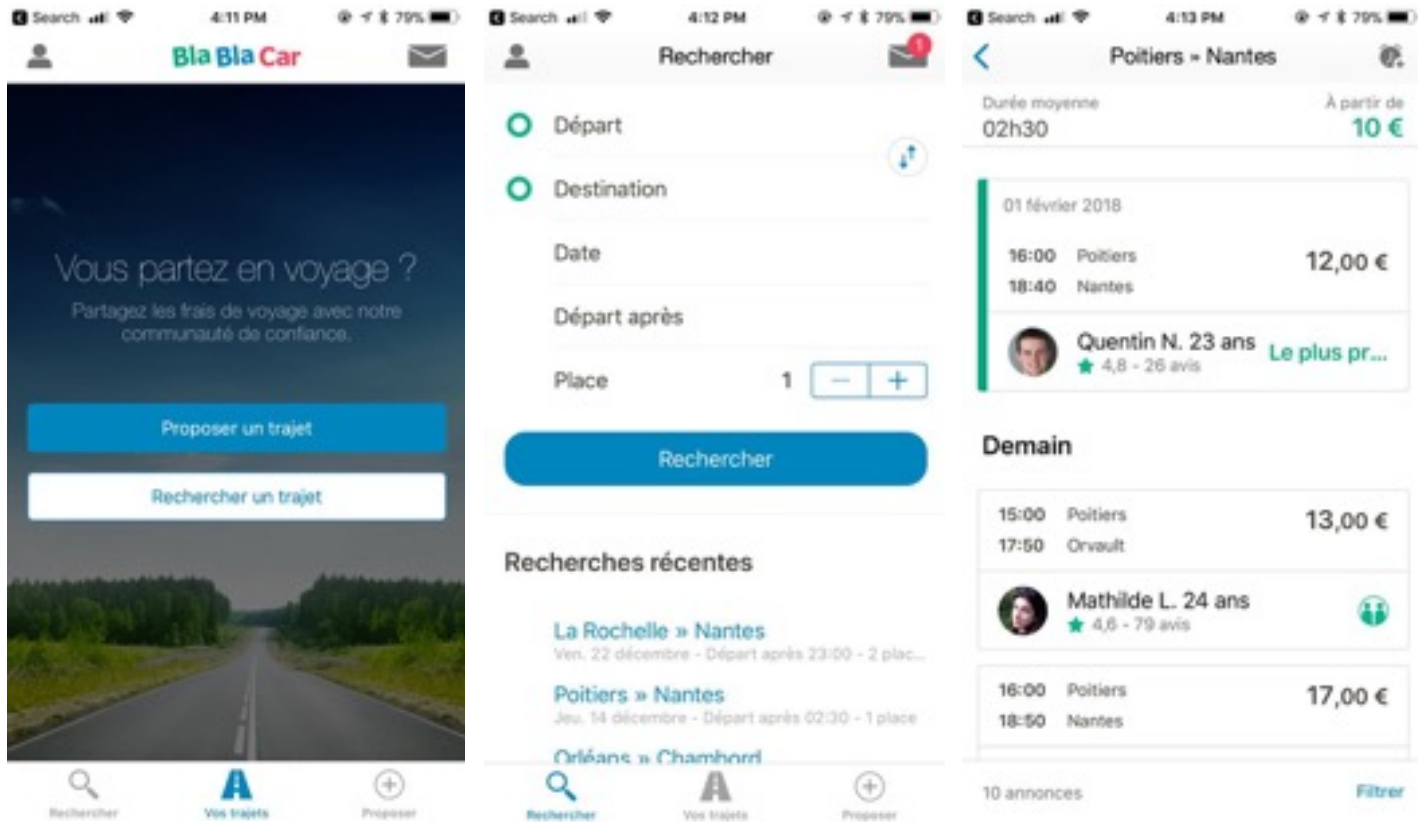 Search
4:11 PM
79%
BlaBlaCar
Vous partez en voyage ?
Partagez les frais de voyage avec notre
communauté de confiance.
Proposer un trajet
Rechercher un trajet
Rechercher
Vos trajets
Proposer
Search
4:12 PM
79%
Rechercher
1
Départ
Destination
Date
Départ après
Place
1
Rechercher
Recherches récentes
La Rochelle » Nantes
Ven. 22 décembre - Départ après 23:00 - 2 plac...
Poitiers » Nantes
Jeu. 14 décembre - Départ après 02:30 - 1 place
Orléans » Chambord
Rechercher
Vos trajets
Proposer
Search
4:13 PM
79%
Poitiers » Nantes
Durée moyenne
À partir de
02h30
10 €
01 février 2018
16:00 Poitiers
12,00 €
18:40 Nantes
Quentin N. 23 ans
Le plus pr...
4,8 - 26 avis
Demain
15:00 Poitiers
13,00 €
17:50 Orvault
Mathilde L. 24 ans
4,6 - 79 avis
16:00 Poitiers
17,00 €
18:50 Nantes
10 annonces
Filtrer